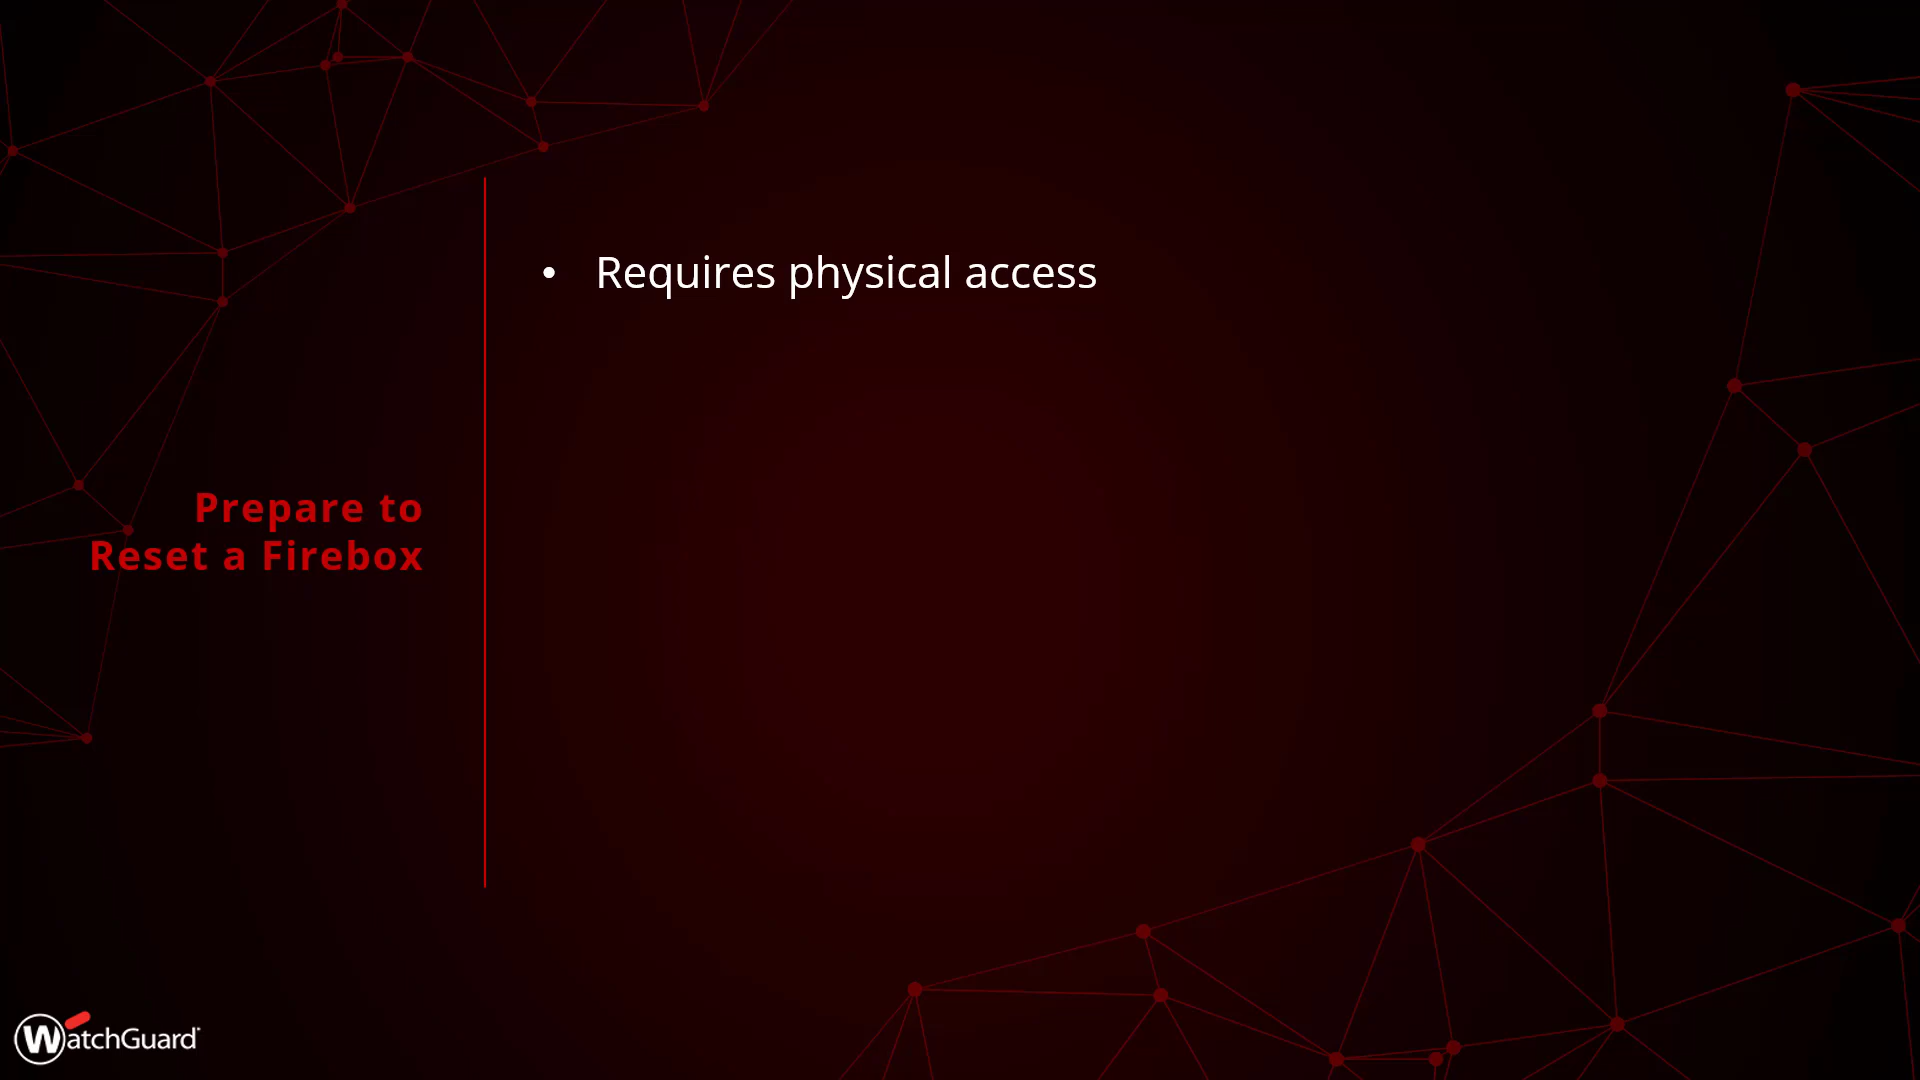 Prepare to
Reset a Firebox
• Requires physical access
WatchGuard